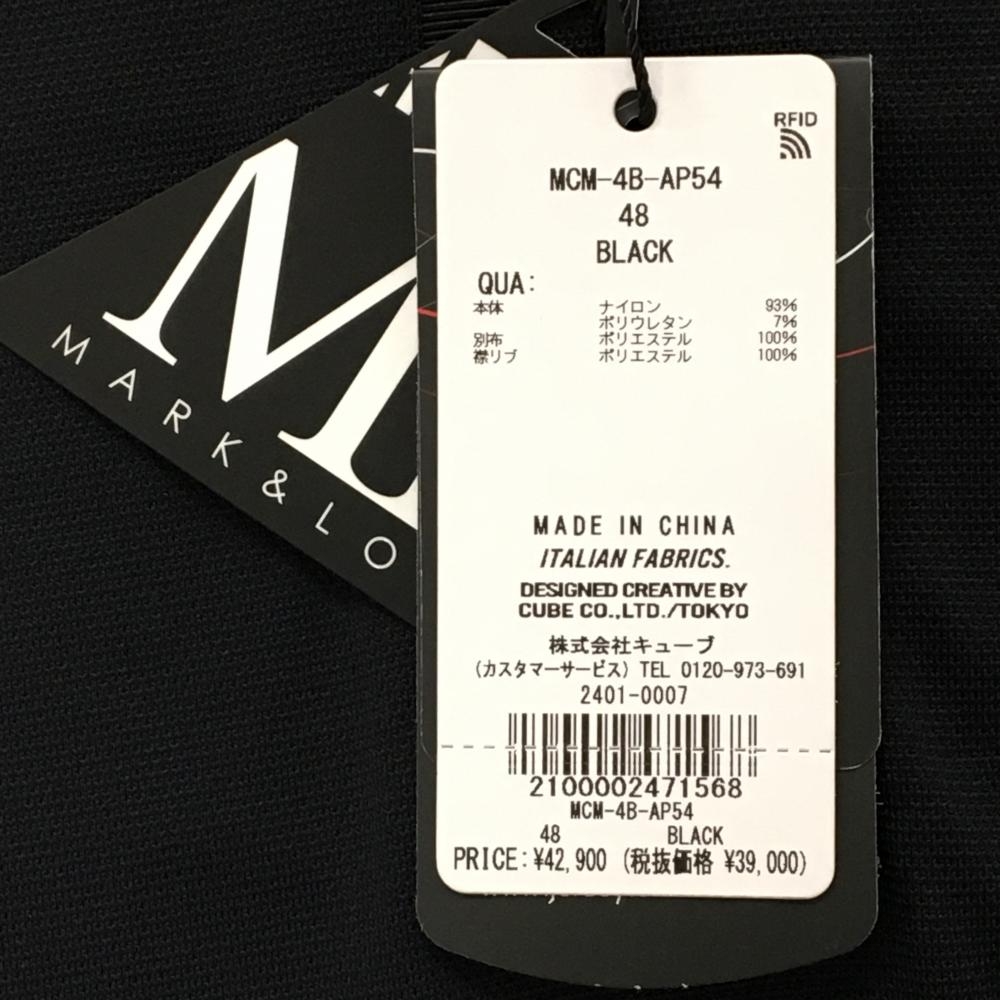 M
MARK & LO
RFID
MCM-4B-AP54
48
BLACK
QUA:
本体 ナイロン 93%
ポリウレタン 7%
別布 ポリエステル 100%
襟リブ ポリエステル 100%
MADE IN CHINA
ITALIAN FABRICS.
DESIGNED CREATIVE BY
CUBE CO.,LTD./TOKYO
株式会社キューブ
(カスタマーサービス) TEL 0120-973-691
2401-0007
2100002471568
MCM-4B-AP54
48 BLACK
PRICE:¥42,900 (税抜価格 ¥39,000)